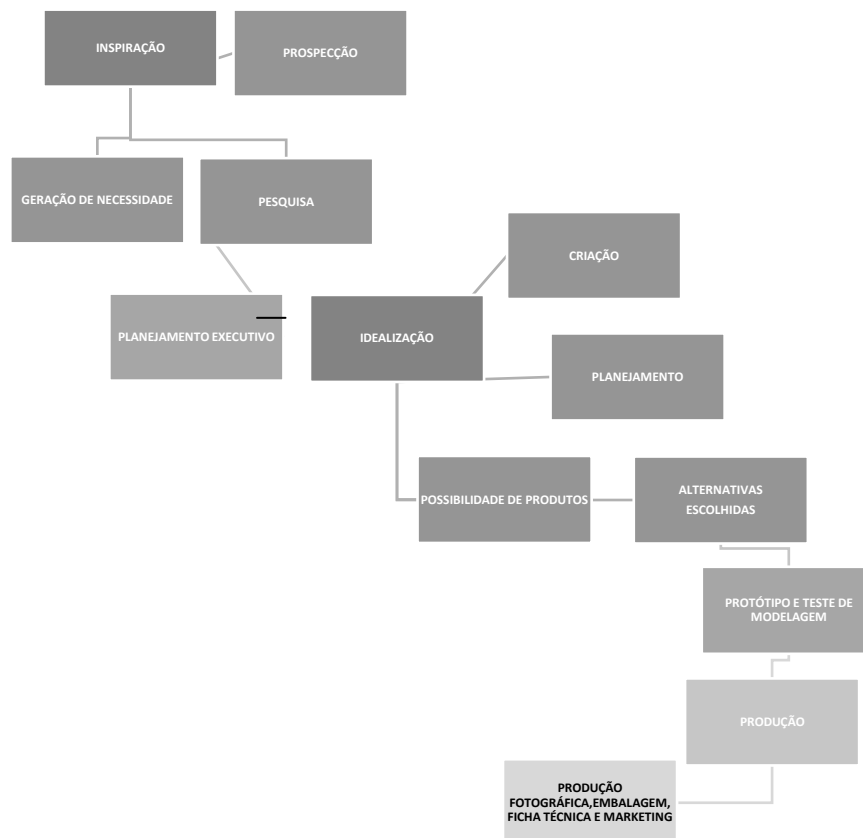 INSPIRAÇÃO
PROSPECÇÃO
GERAÇÃO DE NECESSIDADE
PESQUISA
CRIAÇÃO
PLANEJAMENTO EXECUTIVO
IDEALIZAÇÃO
PLANEJAMENTO
POSSIBILIDADE DE PRODUTOS
ALTERNATIVAS
ESCOLHIDAS
PROTÓTIPO E TESTE DE
MODELAGEM
PRODUÇÃO
PRODUÇÃO
FOTOGRÁFICA,EMBALAGEM,
FICHA TÉCNICA E MARKETING